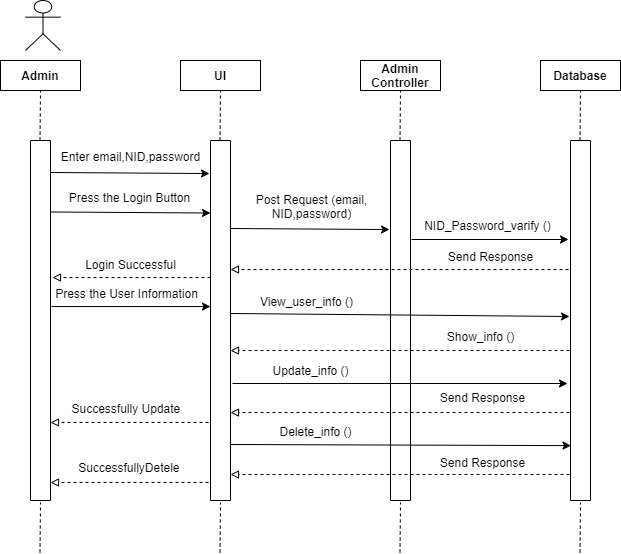 Admin
UI
Admin
Controller
Database
Enter email,NID,password
Press the Login Button
Post Request (email,
NID,password)
NID_Password_varify ()
Send Response
Login Successful
Press the User Information
View_user_info ()
Show_info ()
Update_info ()
Send Response
Successfully Update
Delete_info ()
Send Response
SuccessfullyDetele